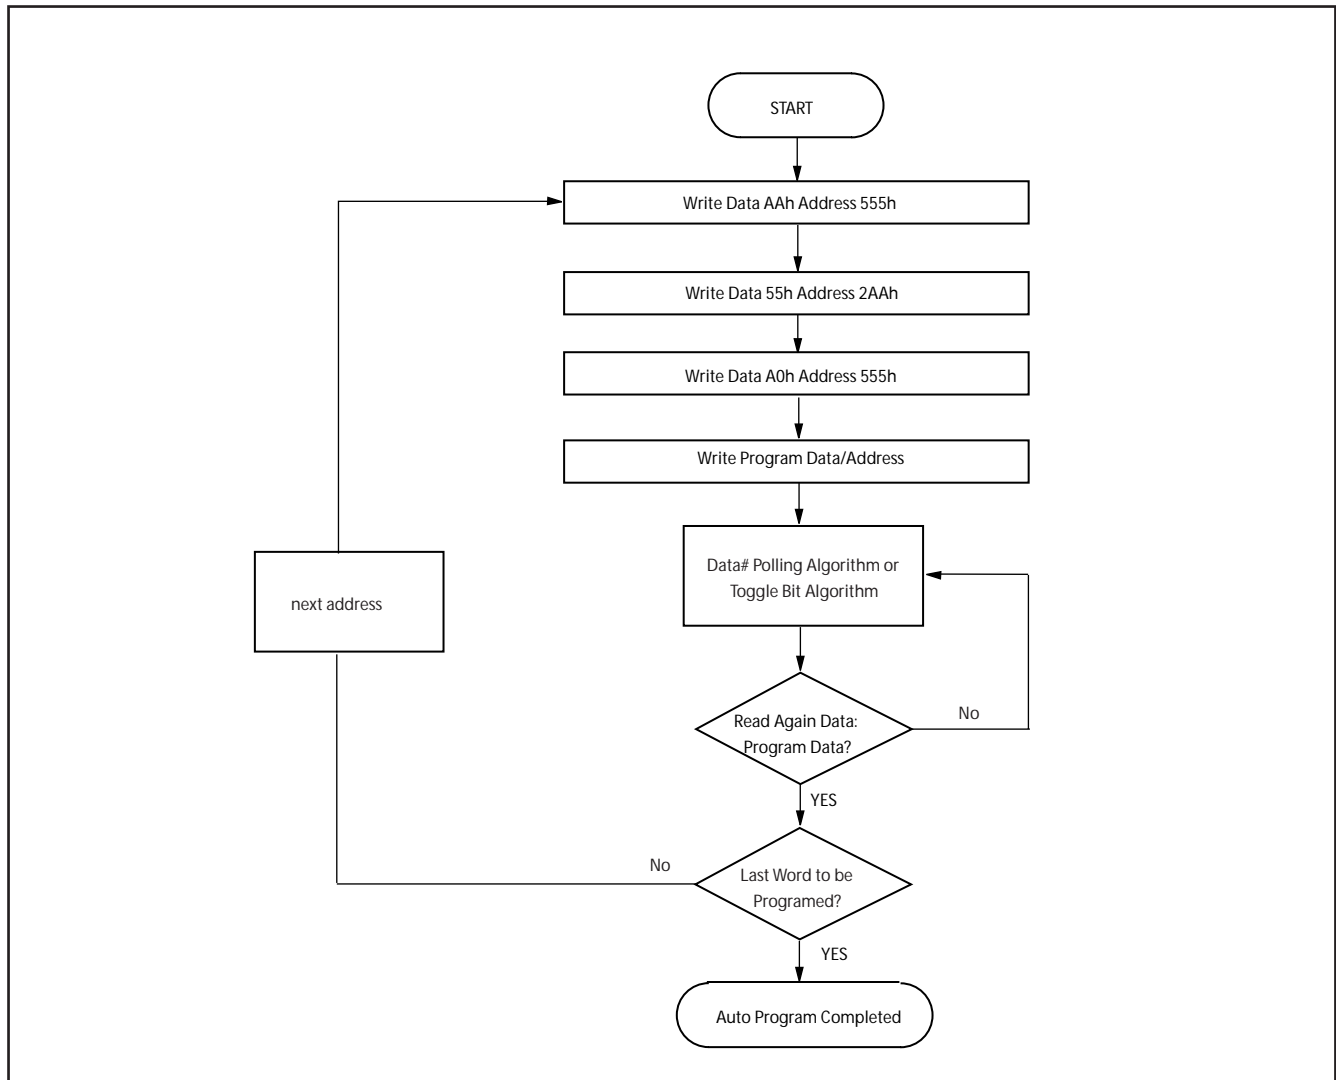 START
Write Data AAh Address 555h
Write Data 55h Address 2AAh
Write Data A0h Address 555h
Write Program Data/Address
Data# Polling Algorithm or
Toggle Bit Algorithm
next address
Read Again Data:
Program Data?
No
YES
No
Last Word to be
Programed?
YES
Auto Program Completed